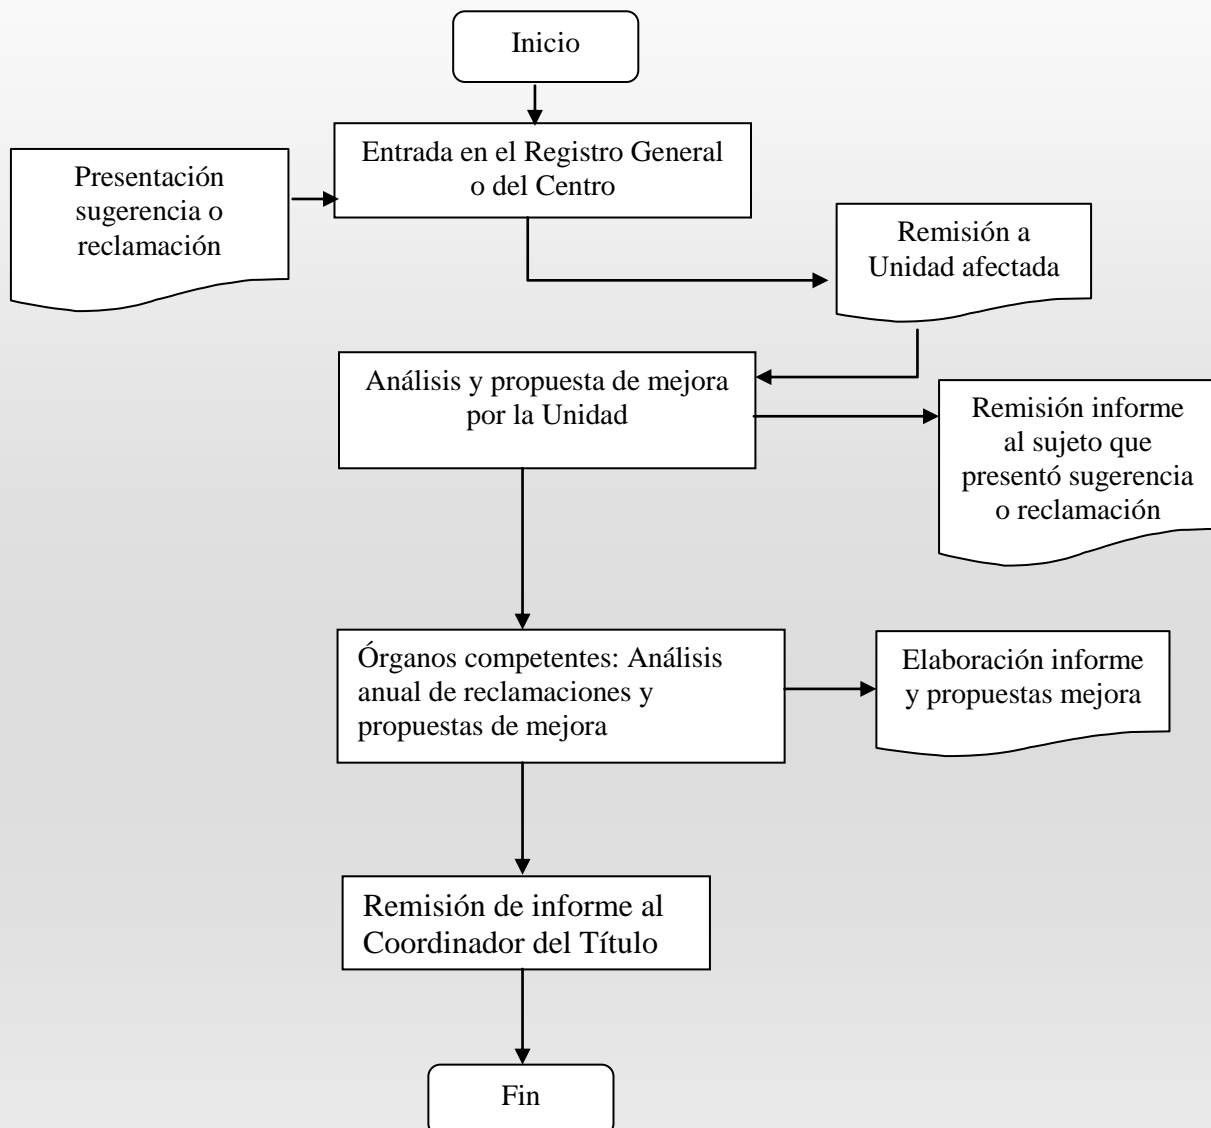 Inicio
Entrada en el Registro General
o del Centro
Presentación
sugerencia o
reclamación
Remisión a
Unidad afectada
Análisis y propuesta de mejora
por la Unidad
Remisión informe
al sujeto que
presentó sugerencia
o reclamación
Órganos competentes: Análisis
anual de reclamaciones y
propuestas de mejora
Elaboración informe
y propuestas mejora
Remisión de informe al
Coordinador del Título
Fin